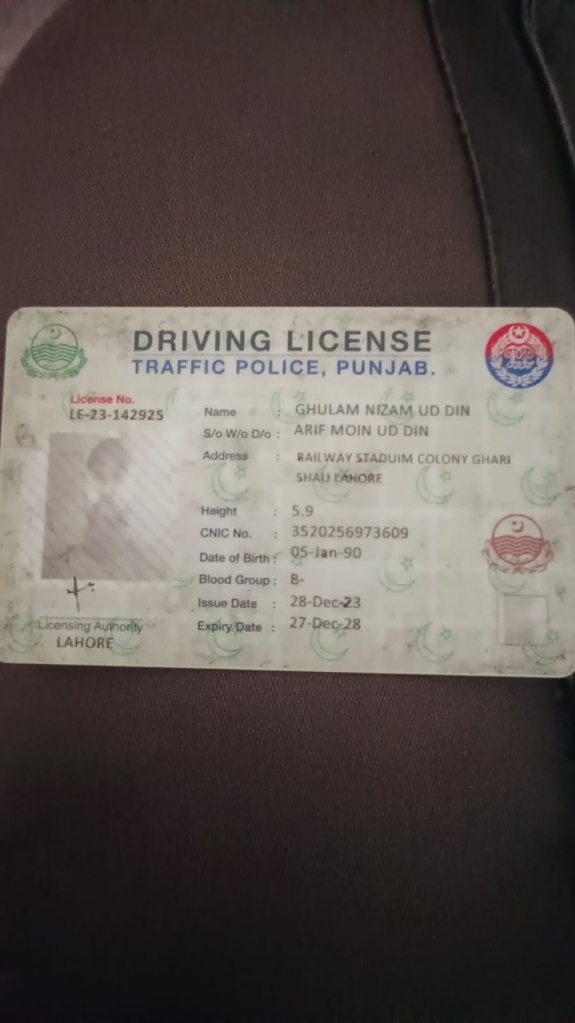 DRIVING LICENSE
TRAFFIC POLICE, PUNJAB.
License No.
LE-23-142925
Name : GHULAM NIZAM UD DIN
S/o W/o D/o : ARIF MOIN UD DIN
Address : RAILWAY STADUIM COLONY GHARI
SHAU LAHORE
Height : 5.9
CNIC No. : 3520256973609
Date of Birth : 05-Jan-90
Blood Group : B-
Issue Date : 28-Dec-23
Expiry Date : 27-Dec-28
Licensing Authority
LAHORE